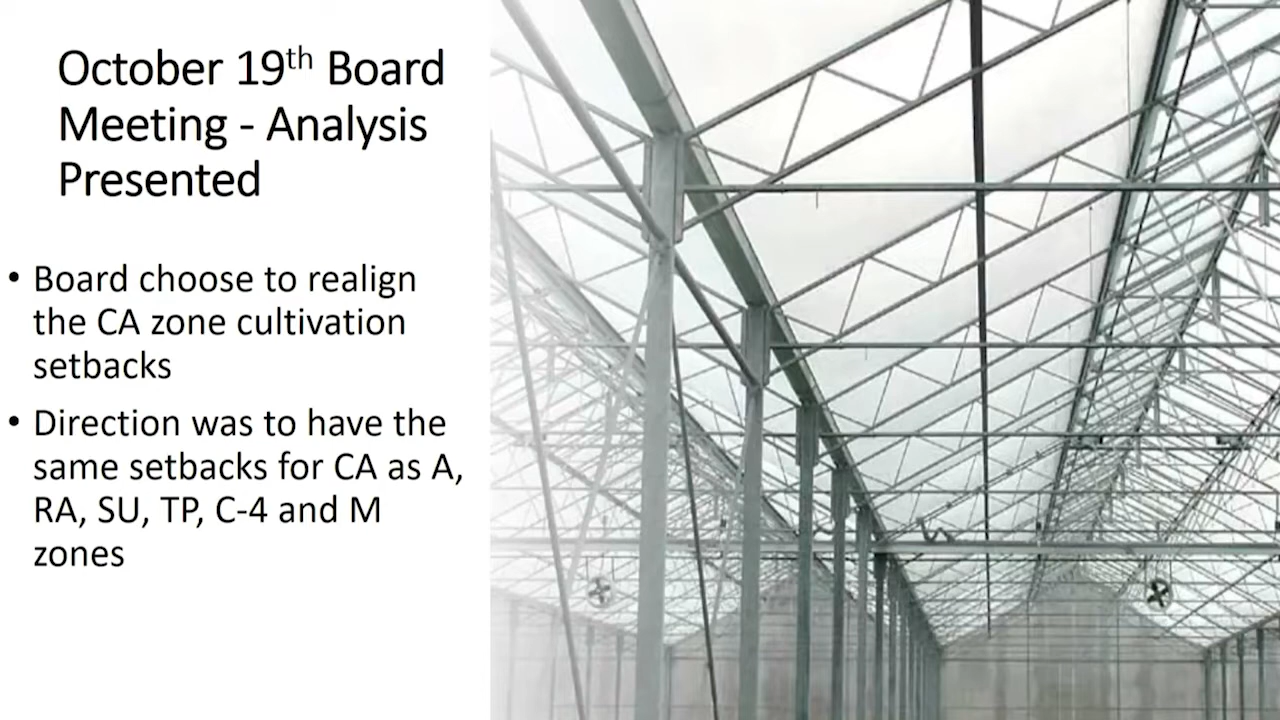 October 19th Board
Meeting - Analysis
Presented
• Board choose to realign
the CA zone cultivation
setbacks
• Direction was to have the
same setbacks for CA as A,
RA, SU, TP, C-4 and M
zones